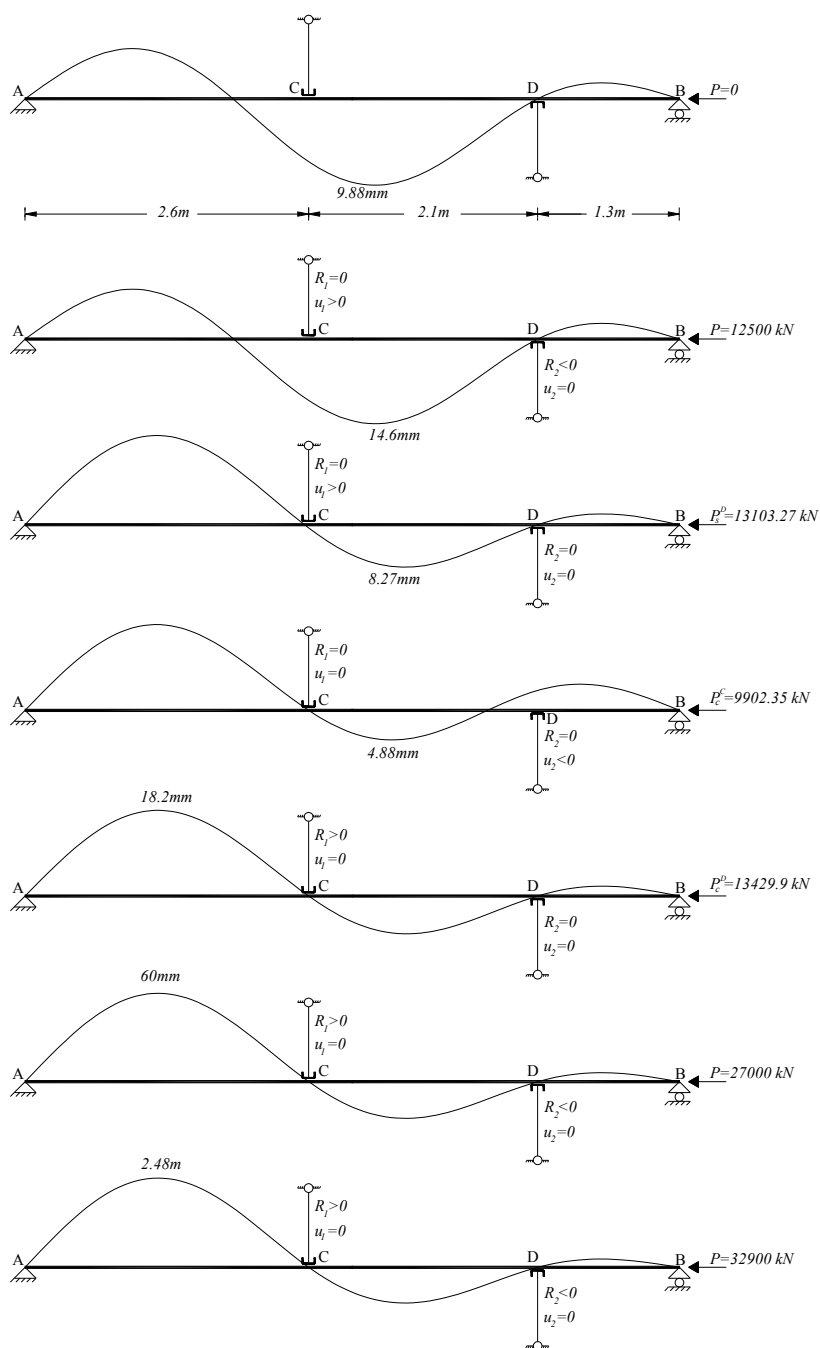 A C D B P=0
9.88mm
2.6m 2.1m 1.3m
R₁=0
u₁>0
A C D B P=12500 kN
R₂<0
u₂=0
14.6mm
R₁=0
u₁>0
A C D B Pₛᴰ=13103.27 kN
R₂=0
u₂=0
8.27mm
R₁=0
u₁=0
A C B P꜀ᶜ=9902.35 kN
D
R₂=0
u₂<0
4.88mm
18.2mm
R₁>0
u₁=0
A C D B P꜀ᴰ=13429.9 kN
R₂=0
u₂=0
60mm
R₁>0
u₁=0
A C D B P=27000 kN
R₂<0
u₂=0
2.48m
R₁>0
u₁=0
A C D B P=32900 kN
R₂<0
u₂=0